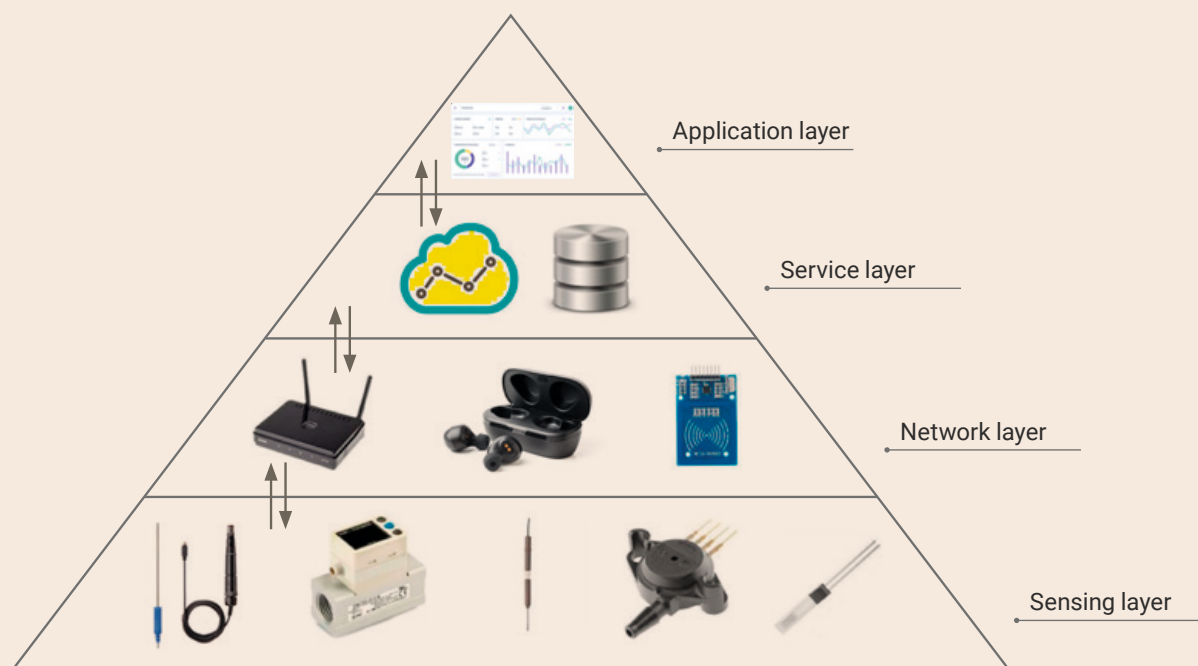 Application layer
Service layer
Network layer
Sensing layer